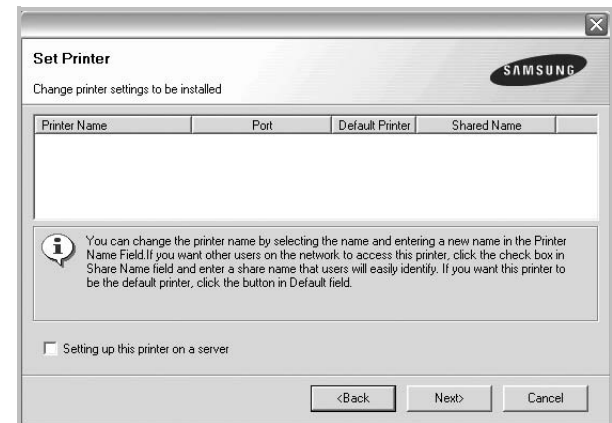 Set Printer
SAMSUNG
Change printer settings to be installed
Printer Name Port Default Printer Shared Name
You can change the printer name by selecting the name and entering a new name in the Printer
Name Field.If you want other users on the network to access this printer, click the check box in
Share Name field and enter a share name that users will easily identify. If you want this printer to
be the default printer, click the button in Default field.
Setting up this printer on a server
<Back Next> Cancel